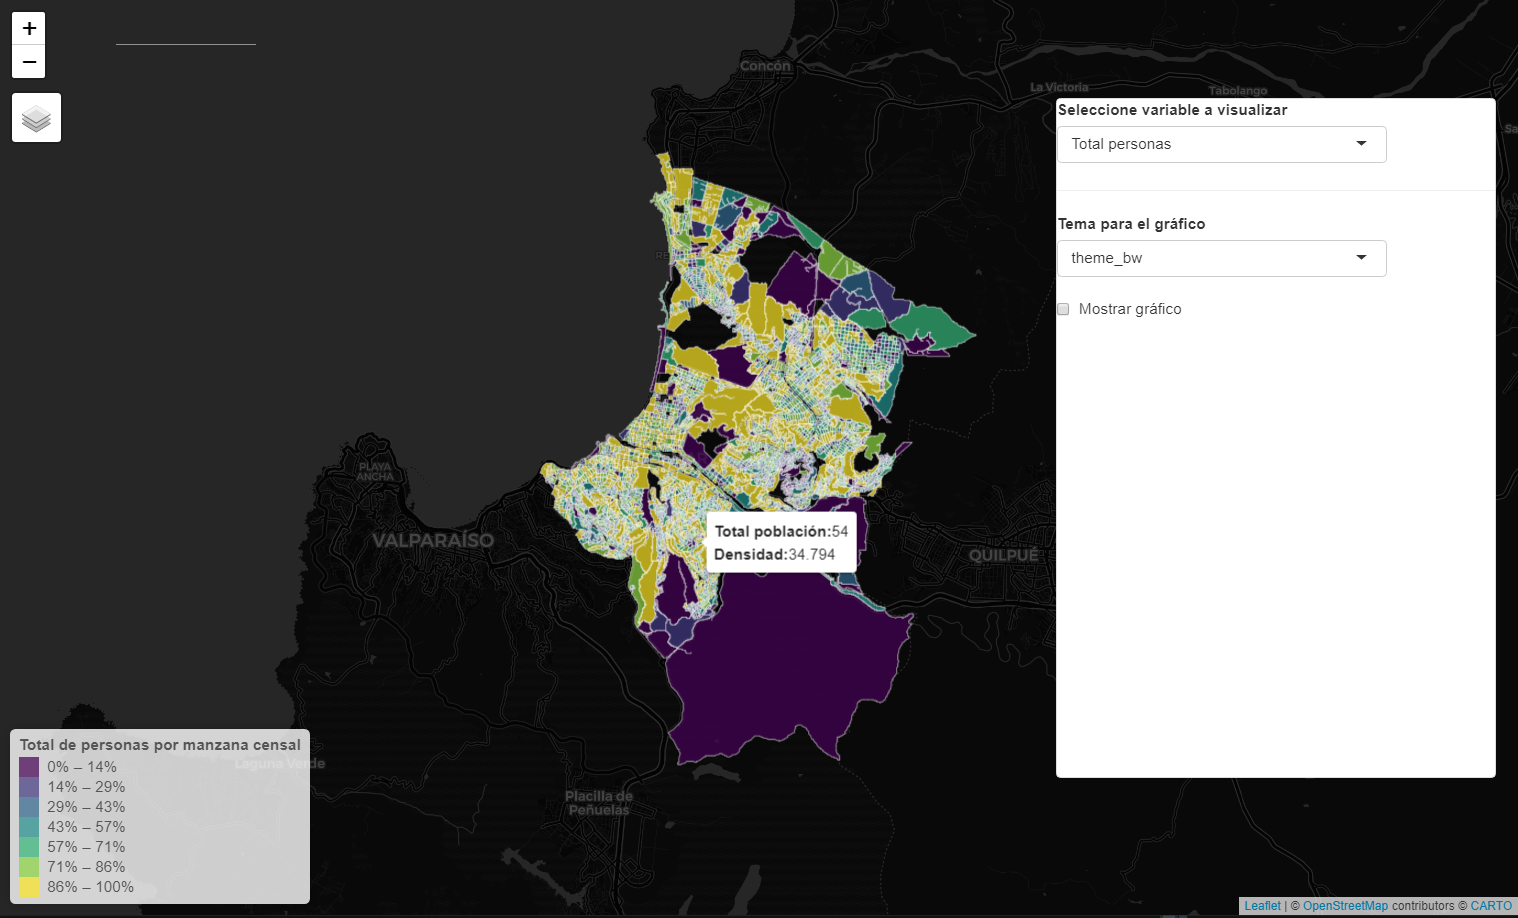 +
−
Concón
La Victoria
Tabolango
Seleccione variable a visualizar
Total personas
Tema para el gráfico
theme_bw
Mostrar gráfico
PLAYA
ANCHA
VALPARAÍSO
QUILPUÉ
Total población:54
Densidad:34.794
Total de personas por manzana censal
0% – 14%
14% – 29%
29% – 43%
43% – 57%
57% – 71%
71% – 86%
86% – 100%
Laguna Verde
Placilla de
Peñuelas
Leaflet | © OpenStreetMap contributors © CARTO